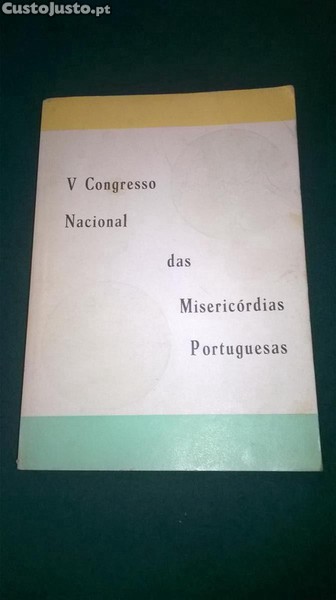 CustoJusto.pt
V Congresso
Nacional
das
Misericórdias
Portuguesas